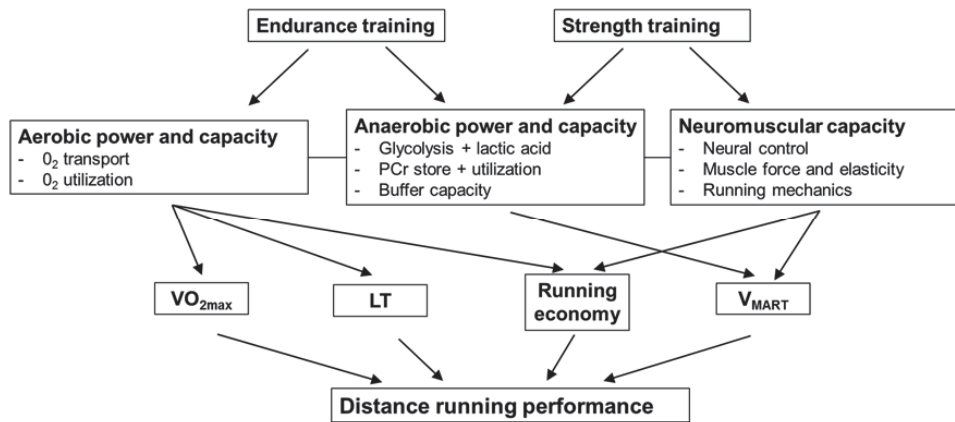 Endurance training
Strength training
Aerobic power and capacity
- 0₂ transport
- 0₂ utilization
Anaerobic power and capacity
- Glycolysis + lactic acid
- PCr store + utilization
- Buffer capacity
Neuromuscular capacity
- Neural control
- Muscle force and elasticity
- Running mechanics
VO₂ₘₐₓ
LT
Running
economy
V_MART
Distance running performance